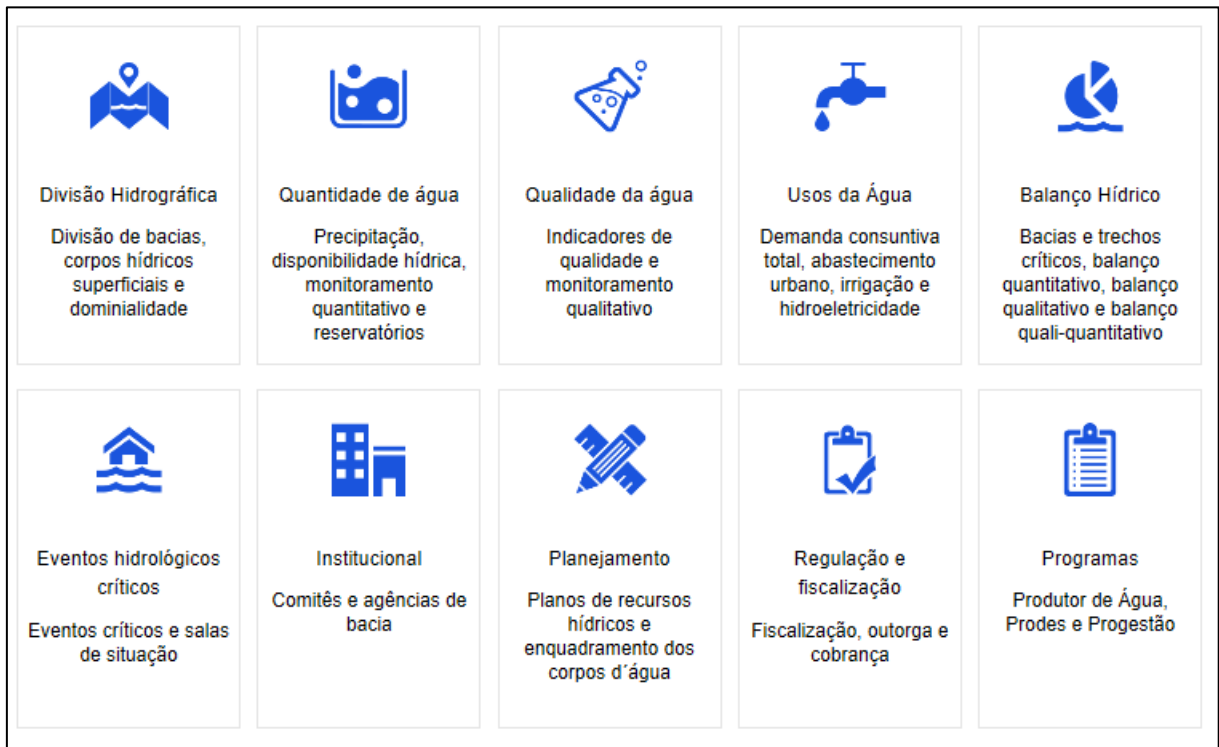 Divisão Hidrográfica
Divisão de bacias,
corpos hídricos
superficiais e
dominialidade
Quantidade de água
Precipitação,
disponibilidade hídrica,
monitoramento
quantitativo e
reservatórios
Qualidade da água
Indicadores de
qualidade e
monitoramento
qualitativo
Usos da Água
Demanda consuntiva
total, abastecimento
urbano, irrigação e
hidroeletricidade
Balanço Hídrico
Bacias e trechos
críticos, balanço
quantitativo, balanço
qualitativo e balanço
quali-quantitativo
Eventos hidrológicos
críticos
Eventos críticos e salas
de situação
Institucional
Comitês e agências de
bacia
Planejamento
Planos de recursos
hídricos e
enquadramento dos
corpos d´água
Regulação e
fiscalização
Fiscalização, outorga e
cobrança
Programas
Produtor de Água,
Prodes e Progestão